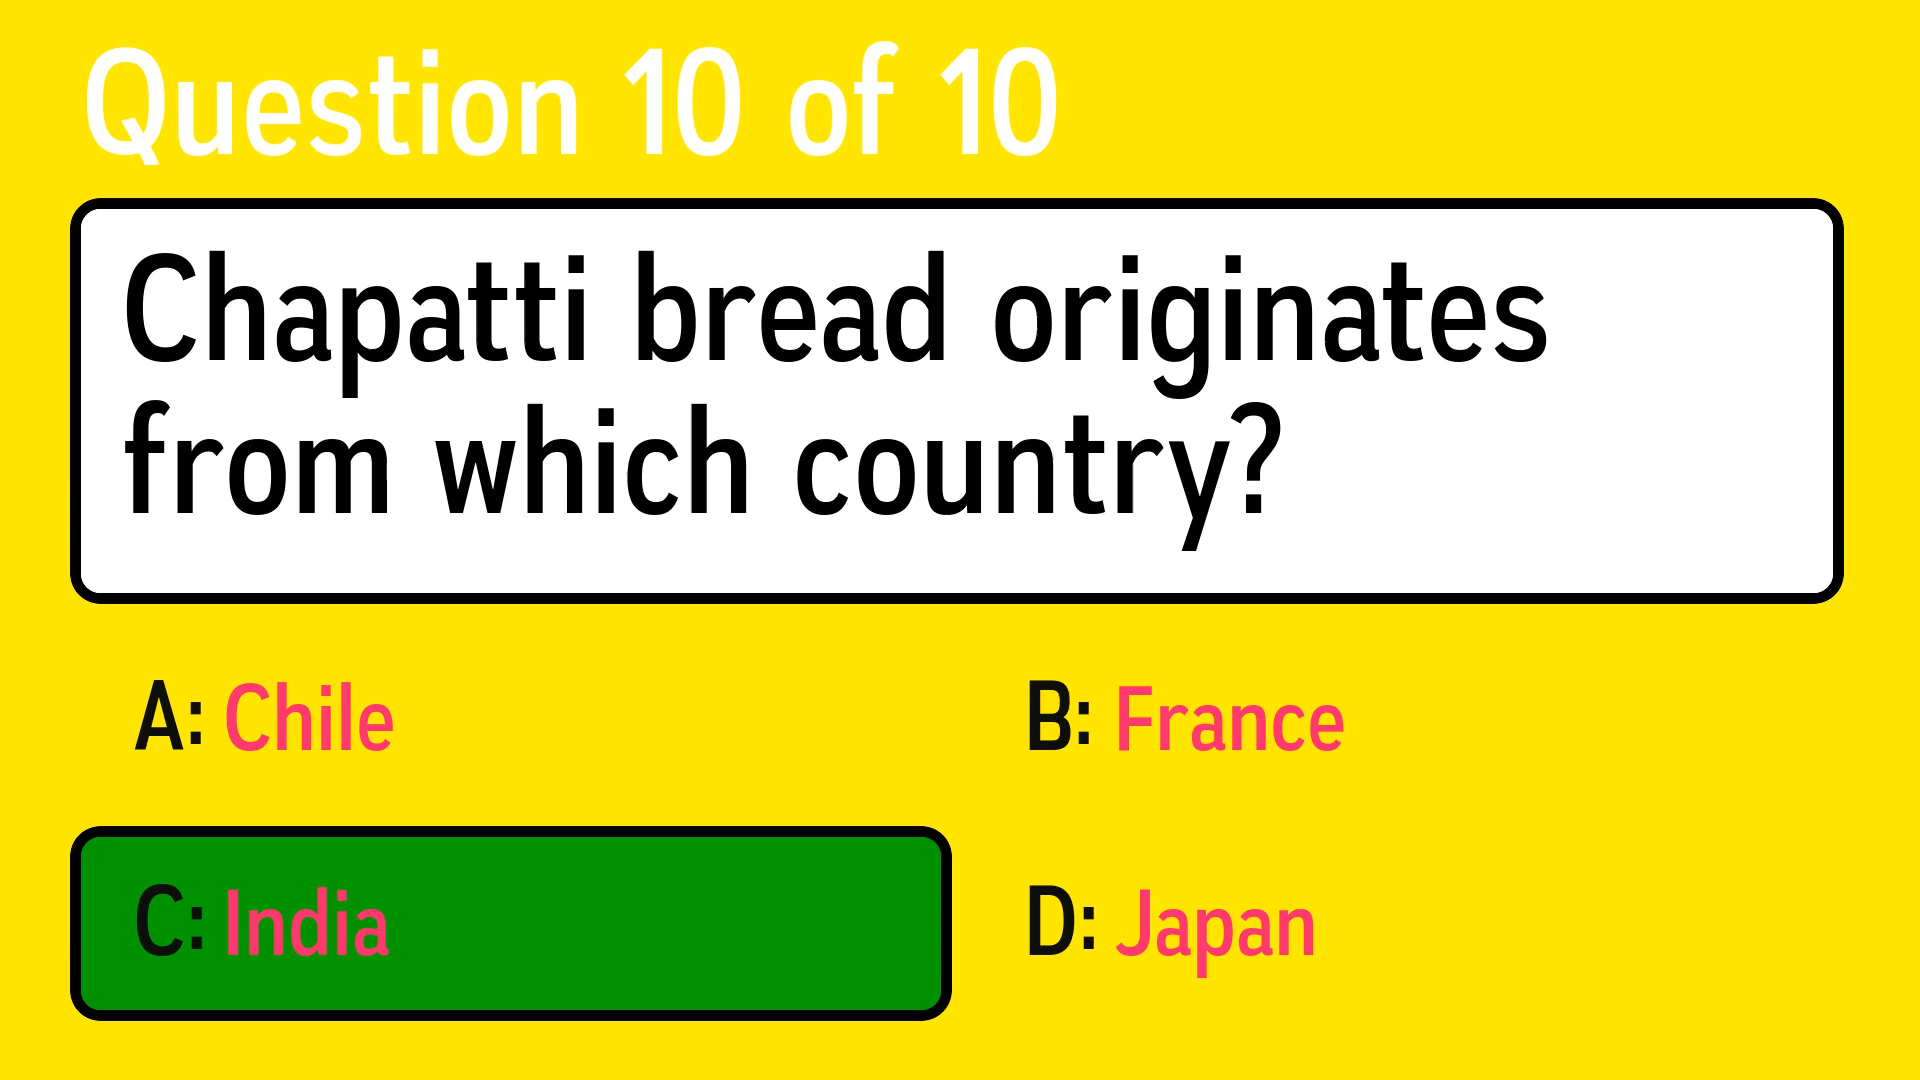 Question 10 of 10
Chapatti bread originates
from which country?
A: Chile
B: France
C: India
D: Japan